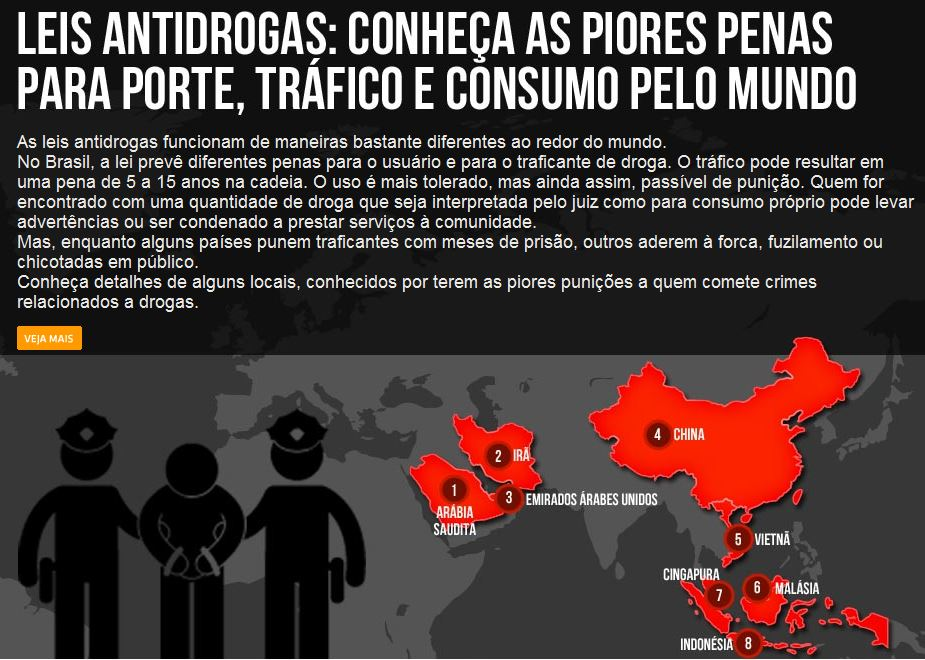 LEIS ANTIDROGAS: CONHEÇA AS PIORES PENAS
PARA PORTE, TRÁFICO E CONSUMO PELO MUNDO
As leis antidrogas funcionam de maneiras bastante diferentes ao redor do mundo.
No Brasil, a lei prevê diferentes penas para o usuário e para o traficante de droga. O tráfico pode resultar em
uma pena de 5 a 15 anos na cadeia. O uso é mais tolerado, mas ainda assim, passível de punição. Quem for
encontrado com uma quantidade de droga que seja interpretada pelo juiz como para consumo próprio pode levar
advertências ou ser condenado a prestar serviços à comunidade.
Mas, enquanto alguns países punem traficantes com meses de prisão, outros aderem à forca, fuzilamento ou
chicotadas em público.
Conheça detalhes de alguns locais, conhecidos por terem as piores punições a quem comete crimes
relacionados a drogas.
VEJA MAIS
4 CHINA
2 IRÃ
1
ARÁBIA
SAUDITA
3 EMIRADOS ÁRABES UNIDOS
5 VIETNÃ
CINGAPURA
7
6 MALÁSIA
INDONÉSIA 8